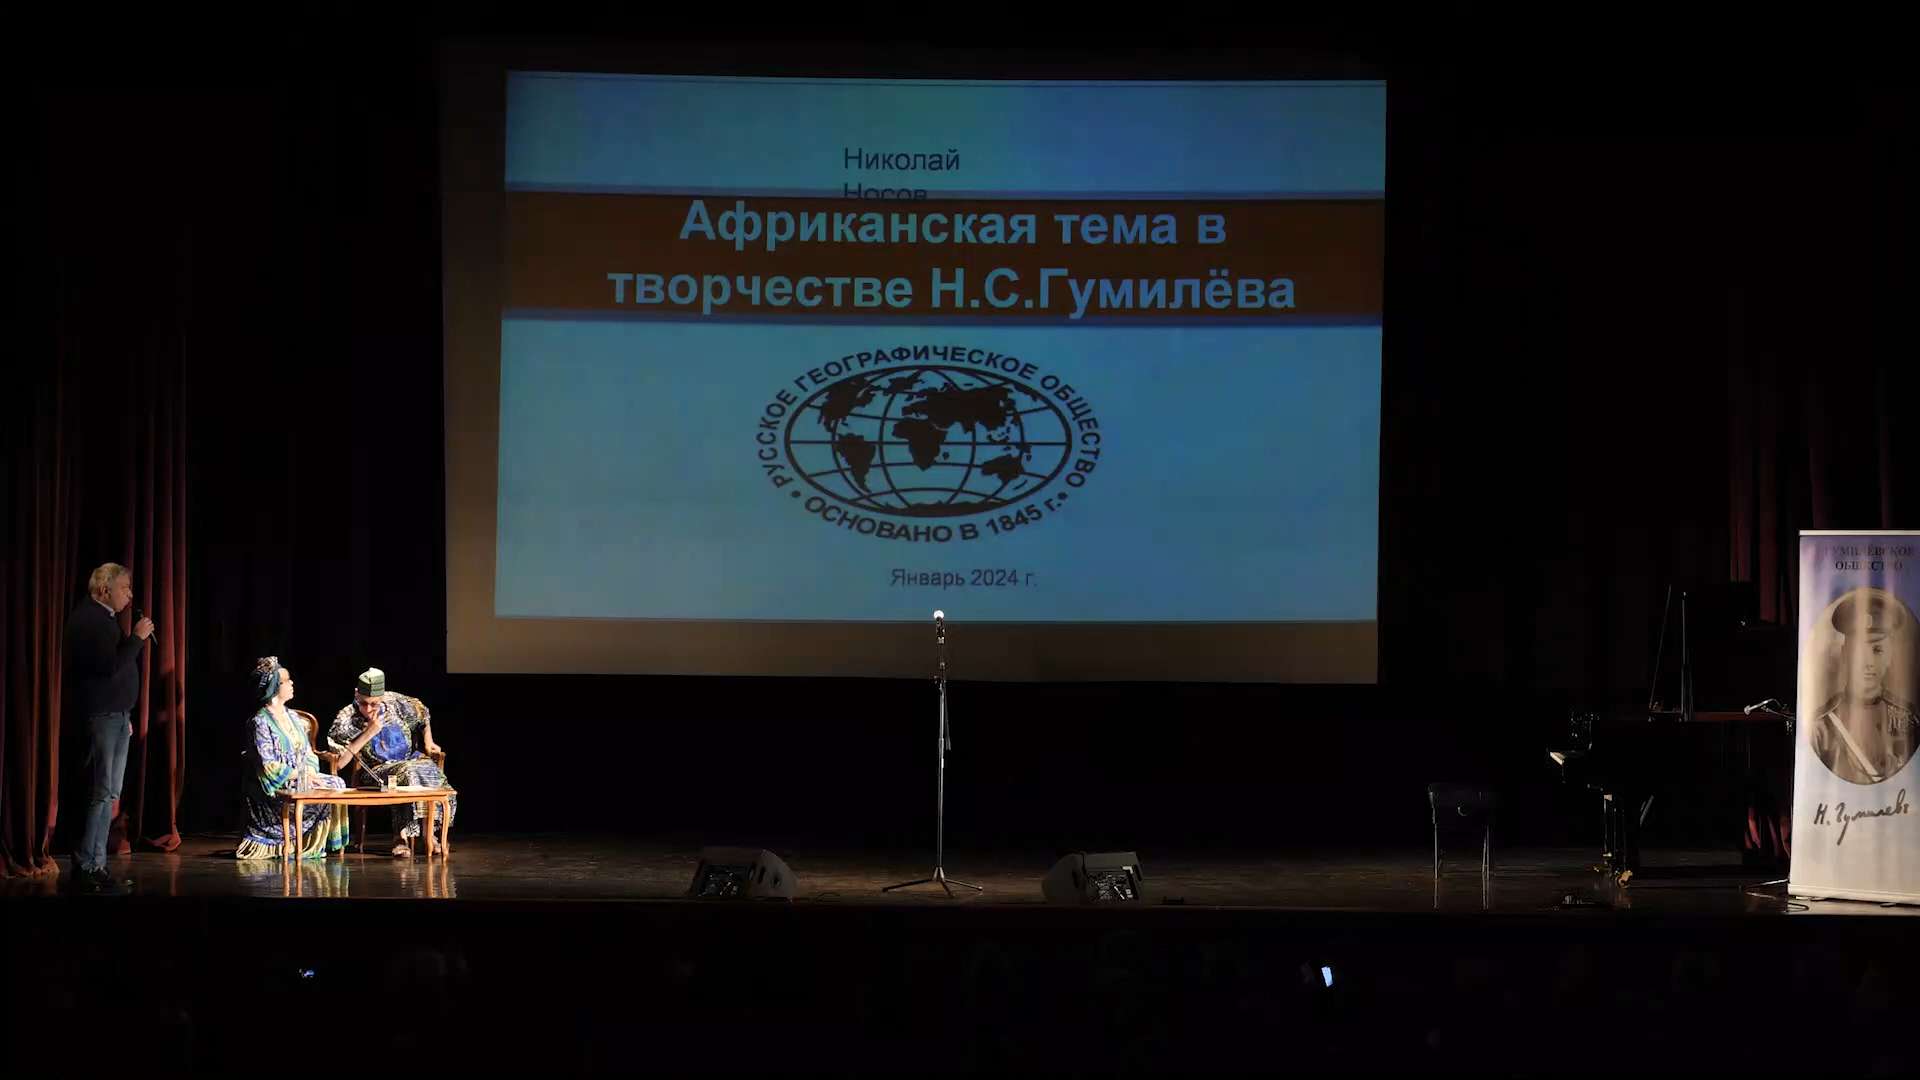 Николай
Носов
Африканская тема в
творчестве Н.С.Гумилёва
РУССКОЕ ГЕОГРАФИЧЕСКОЕ ОБЩЕСТВО
• ОСНОВАНО В 1845 г. •
Январь 2024 г.
ГУМИЛЁВСКОЕ
ОБЩЕСТВО
Н. Гумилевъ